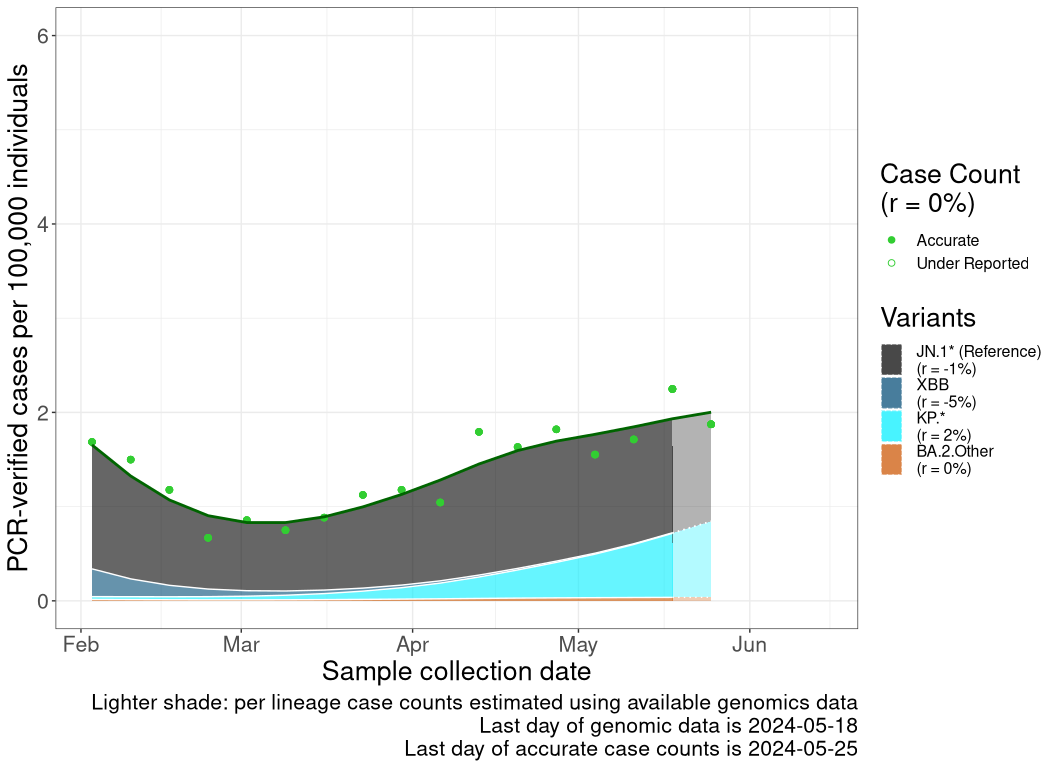 PCR-verified cases per 100,000 individuals
6
4
2
0
Feb
Mar
Apr
May
Jun
Sample collection date
Lighter shade: per lineage case counts estimated using available genomics data
Last day of genomic data is 2024-05-18
Last day of accurate case counts is 2024-05-25
Case Count
(r = 0%)
Accurate
Under Reported
Variants
JN.1* (Reference)
(r = -1%)
XBB
(r = -5%)
KP.*
(r = 2%)
BA.2.Other
(r = 0%)